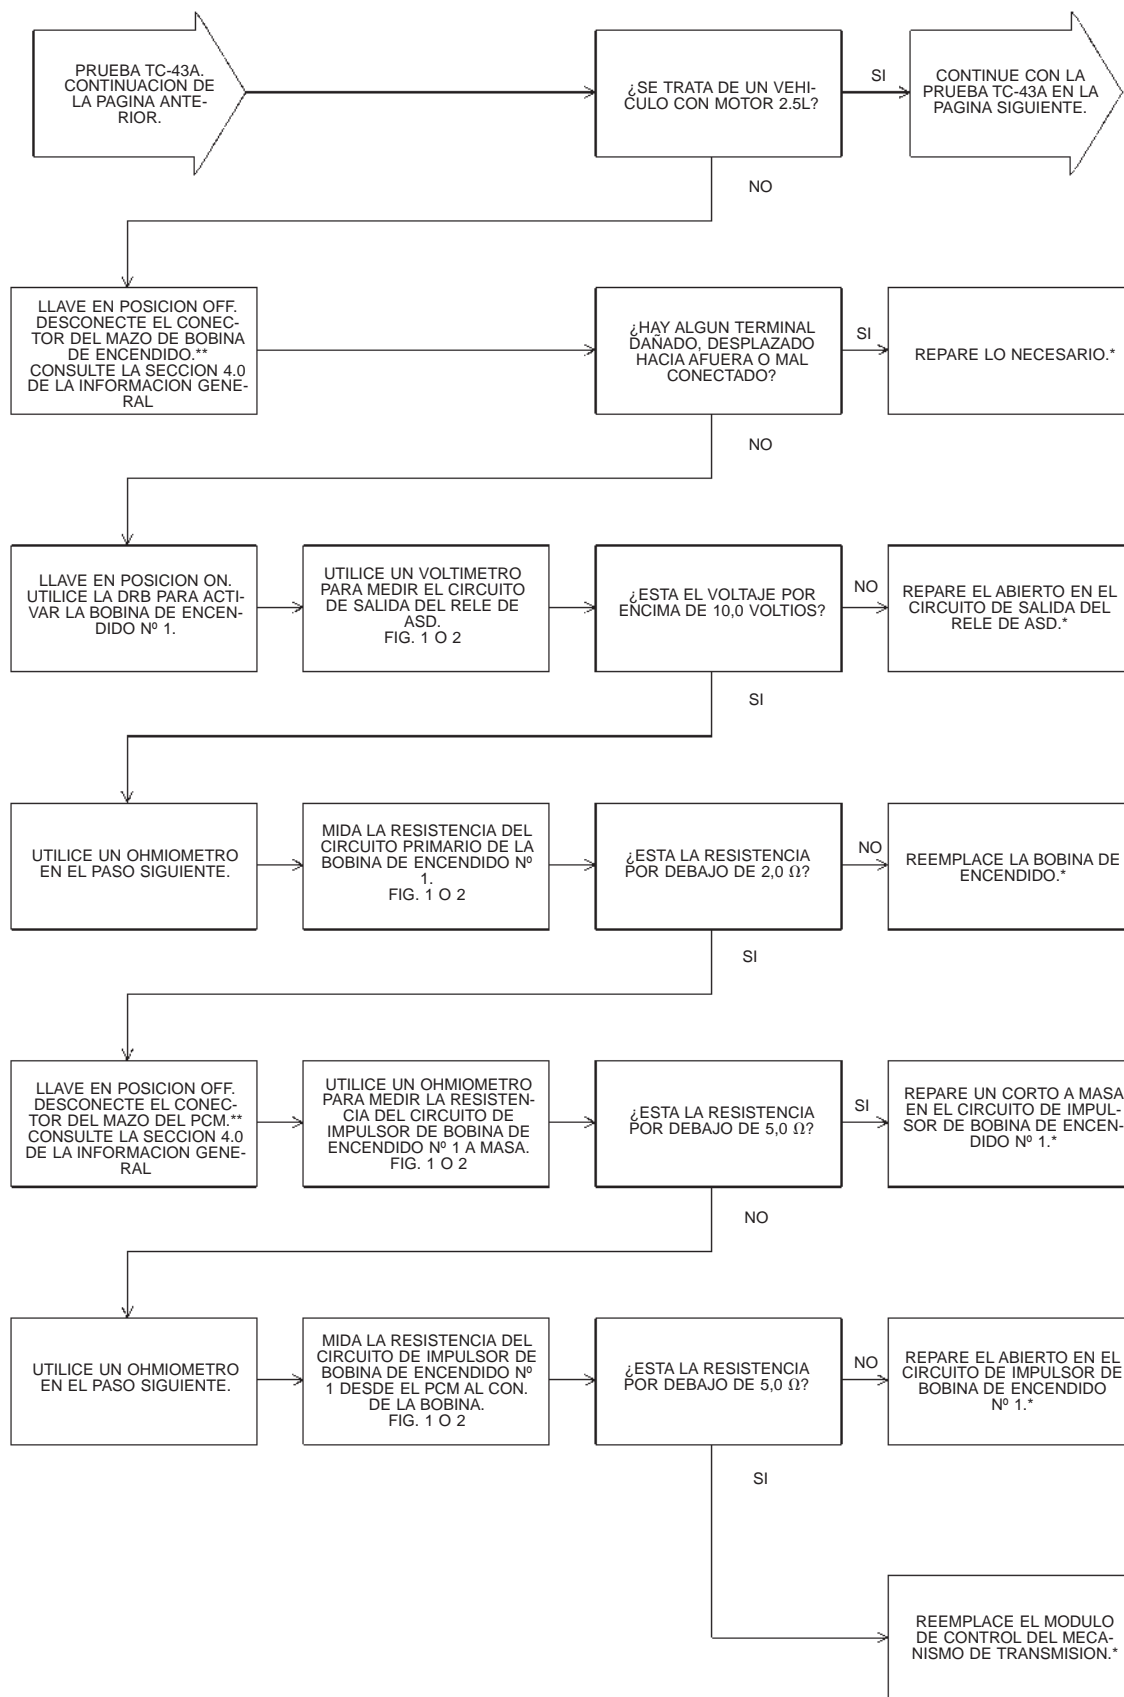 PRUEBA TC-43A.
CONTINUACION DE
LA PAGINA ANTE-
RIOR.
¿SE TRATA DE UN VEHI-
CULO CON MOTOR 2.5L?
SI
CONTINUE CON LA
PRUEBA TC-43A EN LA
PAGINA SIGUIENTE.
NO
LLAVE EN POSICION OFF.
DESCONECTE EL CONEC-
TOR DEL MAZO DE BOBINA
DE ENCENDIDO.**
CONSULTE LA SECCION 4.0
DE LA INFORMACION GENE-
RAL
¿HAY ALGUN TERMINAL
DAÑADO, DESPLAZADO
HACIA AFUERA O MAL
CONECTADO?
SI
REPARE LO NECESARIO.*
NO
LLAVE EN POSICION ON.
UTILICE LA DRB PARA ACTI-
VAR LA BOBINA DE ENCEN-
DIDO Nº 1.
UTILICE UN VOLTIMETRO
PARA MEDIR EL CIRCUITO
DE SALIDA DEL RELE DE
ASD.
FIG. 1 O 2
¿ESTA EL VOLTAJE POR
ENCIMA DE 10,0 VOLTIOS?
NO
REPARE EL ABIERTO EN EL
CIRCUITO DE SALIDA DEL
RELE DE ASD.*
SI
UTILICE UN OHMIOMETRO
EN EL PASO SIGUIENTE.
MIDA LA RESISTENCIA DEL
CIRCUITO PRIMARIO DE LA
BOBINA DE ENCENDIDO Nº
1.
FIG. 1 O 2
¿ESTA LA RESISTENCIA
POR DEBAJO DE 2,0 Ω?
NO
REEMPLACE LA BOBINA DE
ENCENDIDO.*
SI
LLAVE EN POSICION OFF.
DESCONECTE EL CONEC-
TOR DEL MAZO DEL PCM.**
CONSULTE LA SECCION 4.0
DE LA INFORMACION GENE-
RAL
UTILICE UN OHMIOMETRO
PARA MEDIR LA RESISTEN-
CIA DEL CIRCUITO DE
IMPULSOR DE BOBINA DE
ENCENDIDO Nº 1 A MASA.
FIG. 1 O 2
¿ESTA LA RESISTENCIA
POR DEBAJO DE 5,0 Ω?
SI
REPARE UN CORTO A MASA
EN EL CIRCUITO DE IMPUL-
SOR DE BOBINA DE ENCEN-
DIDO Nº 1.*
NO
UTILICE UN OHMIOMETRO
EN EL PASO SIGUIENTE.
MIDA LA RESISTENCIA DEL
CIRCUITO DE IMPULSOR DE
BOBINA DE ENCENDIDO Nº
1 DESDE EL PCM AL CON.
DE LA BOBINA.
FIG. 1 O 2
¿ESTA LA RESISTENCIA
POR DEBAJO DE 5,0 Ω?
NO
REPARE EL ABIERTO EN EL
CIRCUITO DE IMPULSOR DE
BOBINA DE ENCENDIDO
Nº 1.*
SI
REEMPLACE EL MODULO
DE CONTROL DEL MECA-
NISMO DE TRANSMISION.*